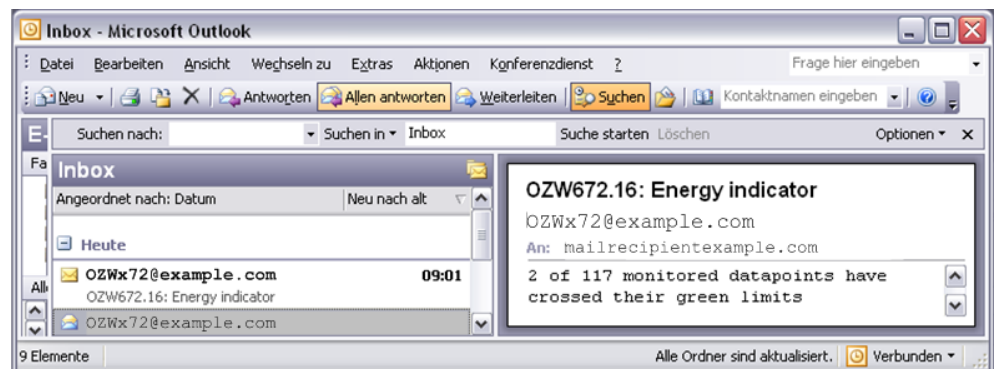 Inbox - Microsoft Outlook
Datei Bearbeiten Ansicht Wechseln zu Extras Aktionen Konferenzdienst ? Frage hier eingeben
Neu Antworten Allen antworten Weiterleiten Suchen Kontaktnamen eingeben
E- Suchen nach: Suchen in Inbox Suche starten Löschen Optionen
Fa Inbox
Angeordnet nach: Datum Neu nach alt
Heute
OZWx72@example.com 09:01
OZW672.16: Energy indicator
OZWx72@example.com
Alle
OZW672.16: Energy indicator
OZWx72@example.com
An: mailrecipientexample.com
2 of 117 monitored datapoints have
crossed their green limits
9 Elemente Alle Ordner sind aktualisiert. Verbunden